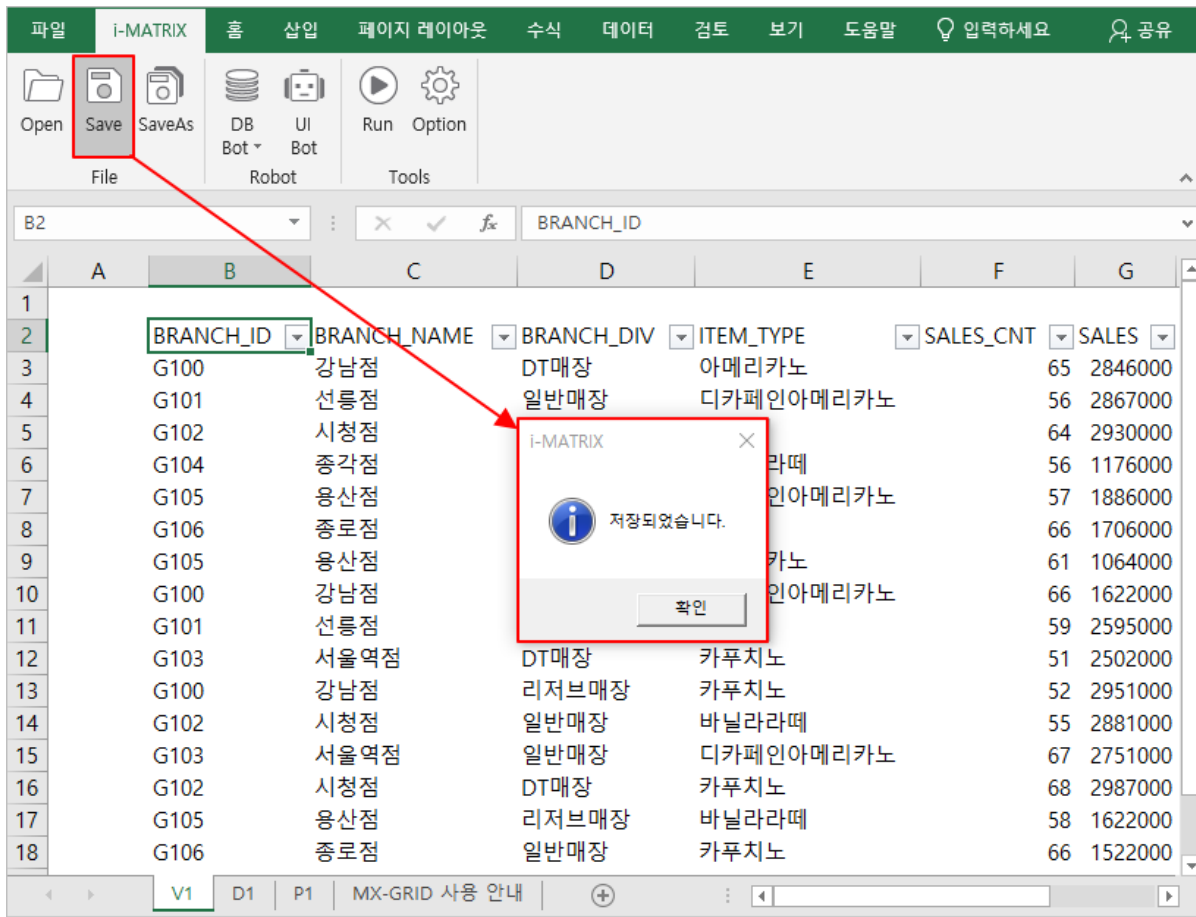 파일 i-MATRIX 홈 삽입 페이지 레이아웃 수식 데이터 검토 보기 도움말 입력하세요 공유
Open Save SaveAs DB Bot UI Bot Run Option
File Robot Tools
B2 fx BRANCH_ID
A B C D E F G
1
2 BRANCH_ID BRANCH_NAME BRANCH_DIV ITEM_TYPE SALES_CNT SALES
3 G100 강남점 DT매장 아메리카노 65 2846000
4 G101 선릉점 일반매장 디카페인아메리카노 56 2867000
5 G102 시청점 64 2930000
6 G104 종각점 라떼 56 1176000
7 G105 용산점 인아메리카노 57 1886000
8 G106 종로점 66 1706000
9 G105 용산점 카노 61 1064000
10 G100 강남점 인아메리카노 66 1622000
11 G101 선릉점 59 2595000
i-MATRIX
저장되었습니다.
확인
12 G103 서울역점 DT매장 카푸치노 51 2502000
13 G100 강남점 리저브매장 카푸치노 52 2951000
14 G102 시청점 일반매장 바닐라라떼 55 2881000
15 G103 서울역점 일반매장 디카페인아메리카노 67 2751000
16 G102 시청점 DT매장 카푸치노 68 2987000
17 G105 용산점 리저브매장 바닐라라떼 58 1622000
18 G106 종로점 일반매장 카푸치노 66 1522000
V1 D1 P1 MX-GRID 사용 안내